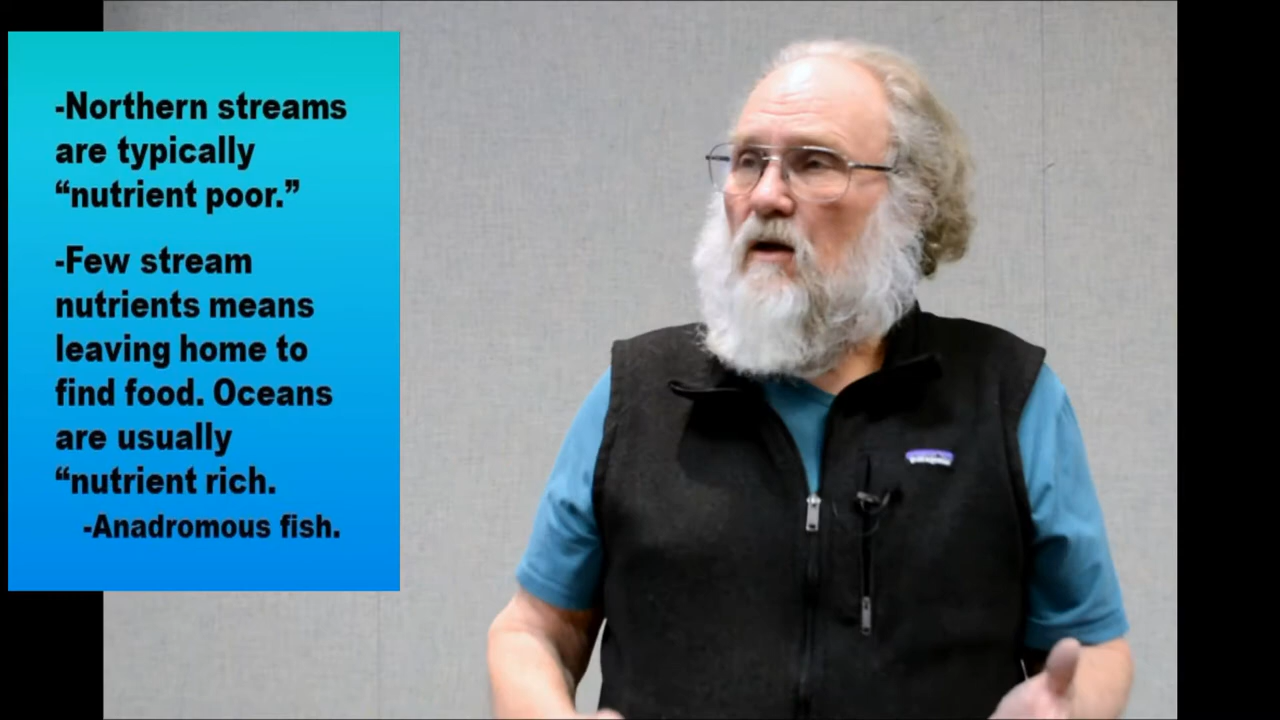 -Northern streams
are typically
“nutrient poor.”
-Few stream
nutrients means
leaving home to
find food. Oceans
are usually
“nutrient rich.
-Anadromous fish.
patagonia